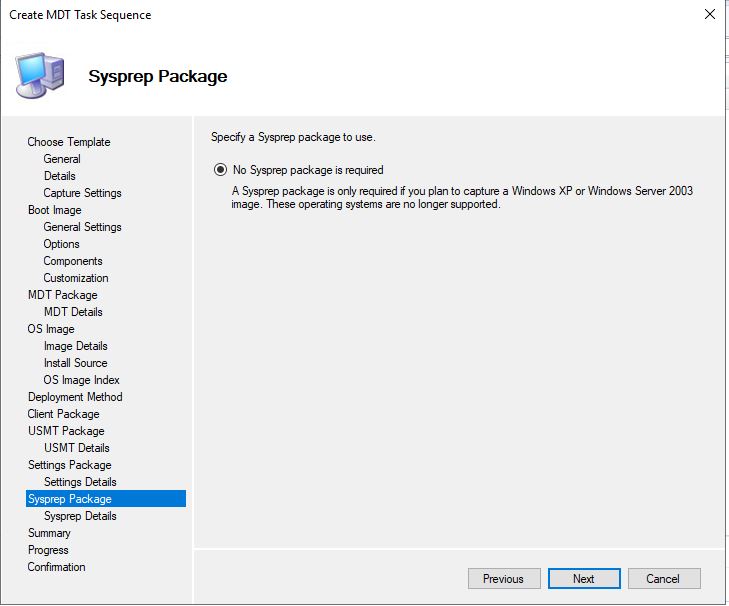 Create MDT Task Sequence
Sysprep Package
Choose Template
General
Details
Capture Settings
Boot Image
General Settings
Options
Components
Customization
MDT Package
MDT Details
OS Image
Image Details
Install Source
OS Image Index
Deployment Method
Client Package
USMT Package
USMT Details
Settings Package
Settings Details
Sysprep Package
Sysprep Details
Summary
Progress
Confirmation
Specify a Sysprep package to use.
No Sysprep package is required
A Sysprep package is only required if you plan to capture a Windows XP or Windows Server 2003
image. These operating systems are no longer supported.
Previous
Next
Cancel